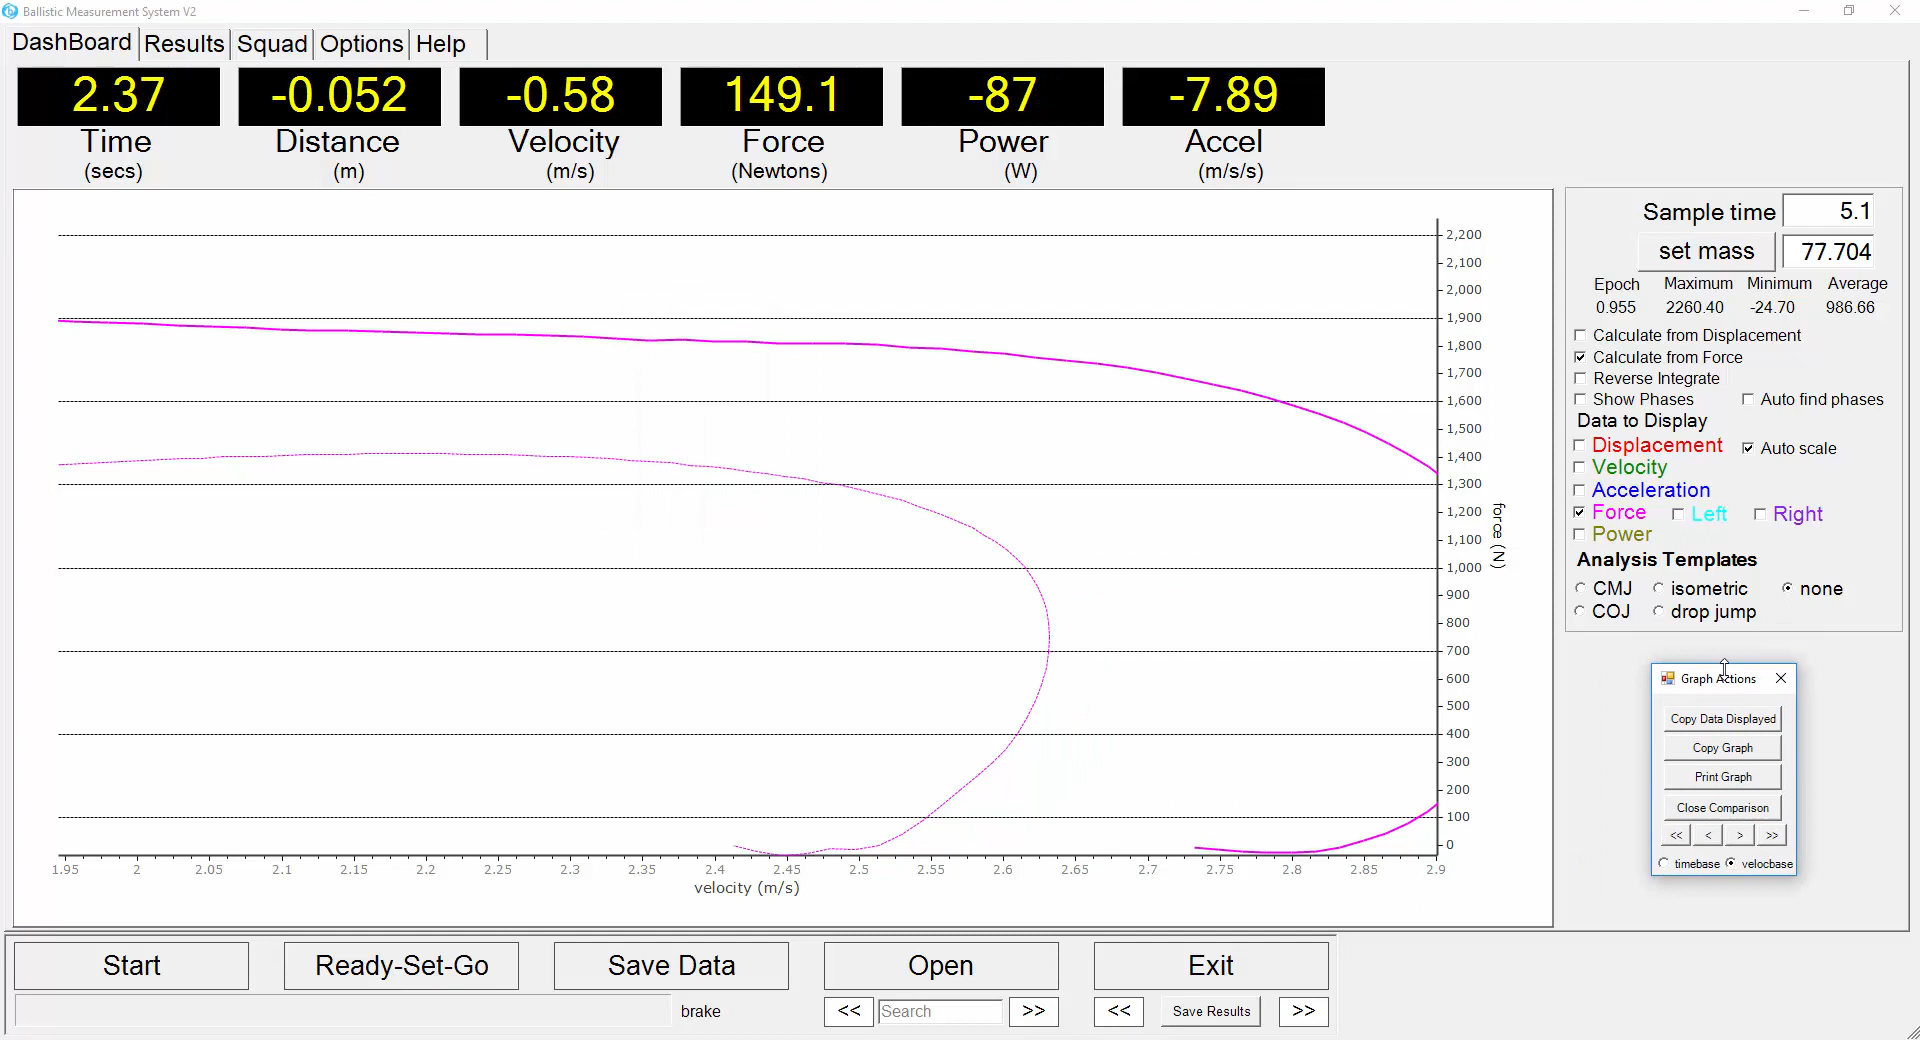 Ballistic Measurement System V2
DashBoard Results Squad Options Help
2.37 -0.052 -0.58 149.1 -87 -7.89
Time Distance Velocity Force Power Accel
(secs) (m) (m/s) (Newtons) (W) (m/s/s)
2,200
2,100
2,000
1,900
1,800
1,700
1,600
1,500
1,400
1,300
1,200
1,100
1,000
900
800
700
600
500
400
300
200
100
0
force (N)
1.95 2 2.05 2.1 2.15 2.2 2.25 2.3 2.35 2.4 2.45 2.5 2.55 2.6 2.65 2.7 2.75 2.8 2.85 2.9
velocity (m/s)
Sample time 5.1
set mass 77.704
Epoch Maximum Minimum Average
0.955 2260.40 -24.70 986.66
Calculate from Displacement
Calculate from Force
Reverse Integrate
Show Phases Auto find phases
Data to Display
Displacement Auto scale
Velocity
Acceleration
Force Left Right
Power
Analysis Templates
CMJ isometric none
COJ drop jump
Graph Actions
Copy Data Displayed
Copy Graph
Print Graph
Close Comparison
<< < > >>
timebase velocbase
Start Ready-Set-Go Save Data Open Exit
brake << Search >> << Save Results >>